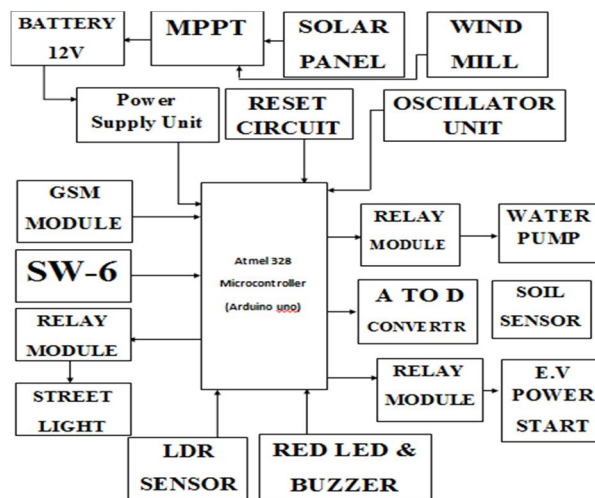 BATTERY
12V
MPPT
SOLAR
PANEL
WIND
MILL
Power
Supply Unit
RESET
CIRCUIT
OSCILLATOR
UNIT
GSM
MODULE
SW-6
RELAY
MODULE
STREET
LIGHT
Atmel 328
Microcontroller
(Arduino uno)
RELAY
MODULE
WATER
PUMP
A TO D
CONVERTR
SOIL
SENSOR
RELAY
MODULE
E.V
POWER
START
LDR
SENSOR
RED LED &
BUZZER